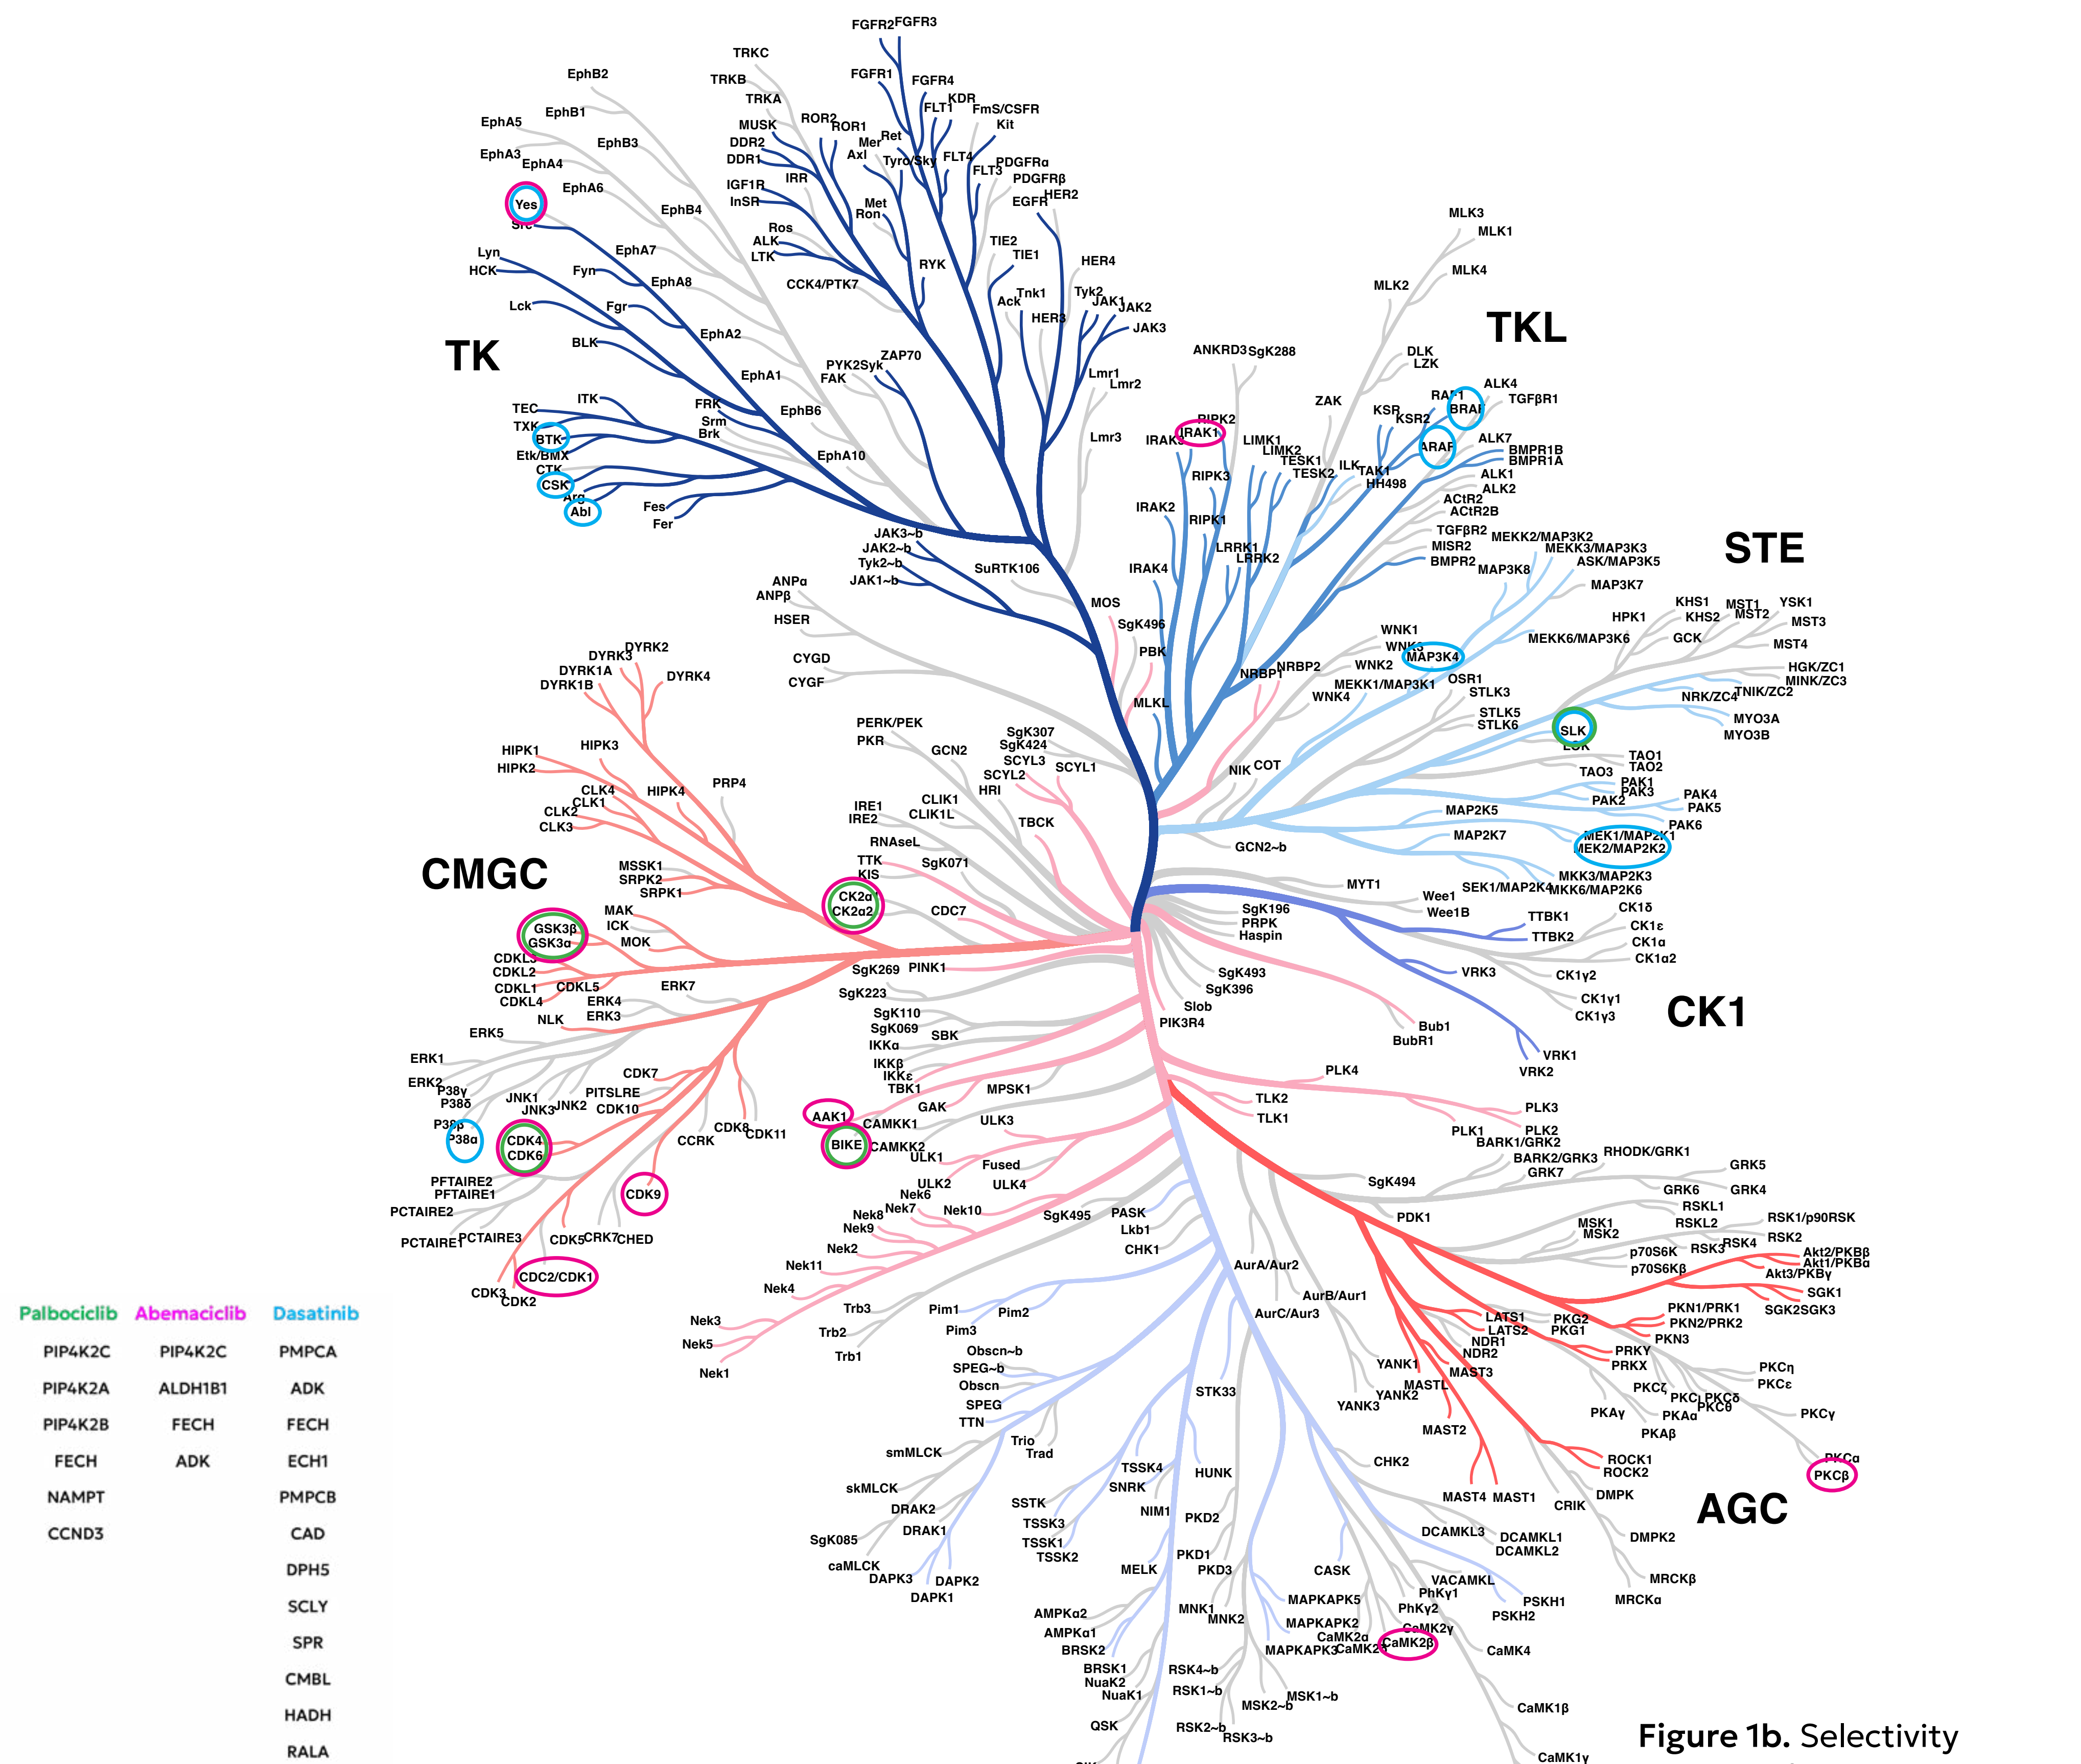 FGFR2
FGFR3
TRKC
EphB2
TRKB
FGFR1
FGFR4
TRKA
KDR
FLT1
FmS/CSFR
EphB1
EphA5
MUSK
ROR2
ROR1
Kit
DDR2
Mer
Ret
EphB3
EphA3
DDR1
Axl
Tyro/Sky
FLT4
EphA4
PDGFRα
FLT3
IRR
PDGFRβ
EphA6
IGF1R
HER2
InSR
Met
EGFR
Yes
EphB4
Ron
MLK3
Src
Ros
MLK1
ALK
TIE2
Lyn
EphA7
LTK
TIE1
HCK
Fyn
RYK
HER4
MLK4
EphA8
CCK4/PTK7
MLK2
Tnk1
Tyk2
Ack
JAK1
JAK2
Lck
Fgr
HER3
JAK3
TKL
EphA2
BLK
TK
PYK2
Syk
ZAP70
ANKRD3
SgK288
DLK
FAK
LZK
EphA1
Lmr1
Lmr2
ALK4
RAF1
TGFβR1
ITK
FRK
EphB6
ZAK
KSR
BRAF
TEC
Srm
RIPK2
KSR2
TXK
Brk
IRAK1
BTK
Lmr3
IRAK3
LIMK1
ARAF
ALK7
Etk/BMX
EphA10
LIMK2
BMPR1B
TESK1
BMPR1A
CTK
TESK2
ILK
TAK1
ALK1
CSK
RIPK3
HH498
ALK2
Arg
ACtR2
Abl
Fes
IRAK2
ACtR2B
Fer
RIPK1
JAK3~b
TGFβR2
MEKK2/MAP3K2
JAK2~b
LRRK1
MISR2
MEKK3/MAP3K3
STE
Tyk2~b
LRRK2
BMPR2
ASK/MAP3K5
JAK1~b
SuRTK106
IRAK4
MAP3K8
ANPα
MAP3K7
ANPβ
MOS
KHS1
MST1
YSK1
HSER
SgK496
HPK1
KHS2
MST2
MST3
WNK1
MEKK6/MAP3K6
GCK
MST4
DYRK2
WNK3
DYRK3
CYGD
PBK
MAP3K4
DYRK1A
NRBP2
WNK2
HGK/ZC1
DYRK4
CYGF
NRBP1
MEKK1/MAP3K1
OSR1
MINK/ZC3
DYRK1B
WNK4
STLK3
NRK/ZC4
TNIK/ZC2
MLKL
STLK5
MYO3A
PERK/PEK
SgK307
STLK6
SLK
MYO3B
PKR
SgK424
LOK
HIPK1
HIPK3
GCN2
SCYL3
TAO1
HIPK2
SCYL2
SCYL1
NIK
COT
TAO3
TAO2
PRP4
HRI
PAK1
CLK4
HIPK4
CLIK1
PAK3
PAK4
CLK1
IRE1
PAK2
PAK5
CLK2
IRE2
CLIK1L
TBCK
MAP2K5
PAK6
CLK3
RNAseL
MAP2K7
MEK1/MAP2K1
GCN2~b
MEK2/MAP2K2
MSSK1
TTK
SgK071
CMGC
SRPK2
KIS
MKK3/MAP2K3
SRPK1
CK2α1
MYT1
SEK1/MAP2K4
MKK6/MAP2K6
MAK
CK2α2
CDC7
SgK196
Wee1
CK1δ
ICK
PRPK
Wee1B
TTBK1
CK1ε
GSK3β
MOK
Haspin
TTBK2
CK1α
GSK3α
CK1α2
CDKL3
SgK269
PINK1
SgK493
VRK3
CK1γ2
CDKL2
SgK396
CDKL1
CDKL5
ERK7
SgK223
CK1γ1
CDKL4
ERK4
Slob
CK1
NLK
ERK3
SgK110
PIK3R4
CK1γ3
ERK5
SgK069
SBK
Bub1
IKKα
BubR1
ERK1
IKKβ
VRK1
CDK7
IKKε
PLK4
VRK2
ERK2
P38γ
PITSLRE
TBK1
MPSK1
P38δ
JNK1
JNK3
JNK2
CDK10
GAK
TLK2
PLK3
AAK1
TLK1
P38β
CDK8
CAMKK1
ULK3
PLK1
PLK2
P38α
CDK4
CCRK
CDK11
BIKE
CAMKK2
BARK1/GRK2
CDK6
ULK1
Fused
BARK2/GRK3
RHODK/GRK1
PFTAIRE2
ULK2
ULK4
GRK7
GRK5
PFTAIRE1
CDK9
Nek6
SgK494
GRK6
GRK4
PCTAIRE2
Nek8
Nek7
Nek10
SgK495
PASK
PDK1
RSKL1
PCTAIRE1
PCTAIRE3
CDK5
CRK7
CHED
Nek9
Lkb1
MSK1
RSKL2
RSK1/p90RSK
Nek2
CHK1
MSK2
RSK2
CDC2/CDK1
Nek11
AurA/Aur2
p70S6K
RSK3
RSK4
Akt2/PKBβ
CDK3
Nek4
p70S6Kβ
Akt1/PKBα
CDK2
AurB/Aur1
Akt3/PKBγ
Palbociclib
Abemaciclib
Dasatinib
Nek3
Trb3
Pim1
Pim2
AurC/Aur3
SGK1
PIP4K2C
PIP4K2C
PMPCA
Nek5
Trb2
Pim3
LATS1
PKG2
PKN1/PRK1
SGK2
SGK3
Nek1
Trb1
Obscn~b
LATS2
PKG1
PKN2/PRK2
PIP4K2A
ALDH1B1
ADK
SPEG~b
NDR1
PKN3
Obscn
STK33
YANK1
NDR2
PRKY
PIP4K2B
FECH
FECH
SPEG
MASTL
MAST3
PRKX
PKCη
TTN
YANK2
PKCζ
PKCε
YANK3
PKCι
PKCδ
FECH
ADK
ECH1
smMLCK
Trio
MAST2
PKAγ
PKAα
PKCθ
PKCγ
Trad
PKAβ
NAMPT
PMPCB
skMLCK
TSSK4
HUNK
CHK2
ROCK1
PKCα
SNRK
ROCK2
PKCβ
CCND3
CAD
DRAK2
SSTK
NIM1
MAST4
MAST1
CRIK
DMPK
AGC
DRAK1
TSSK3
PKD2
DPH5
SgK085
TSSK1
DCAMKL3
DCAMKL1
DMPK2
caMLCK
TSSK2
PKD1
DCAMKL2
SCLY
DAPK3
DAPK2
MELK
PKD3
CASK
VACAMKL
MRCKβ
DAPK1
PhKγ1
SPR
AMPKα2
MNK1
MAPKAPK5
PhKγ2
PSKH1
MRCKα
AMPKα1
MNK2
MAPKAPK2
CaMK2γ
PSKH2
CMBL
BRSK2
CaMK2α
CaMK2β
CaMK4
BRSK1
MAPKAPK3
HADH
NuaK2
RSK4~b
NuaK1
RSK1~b
MSK1~b
CaMK1β
RALA
QSK
RSK2~b
MSK2~b
RSK3~b
Figure 1b. Selectivity
CaMK1γ